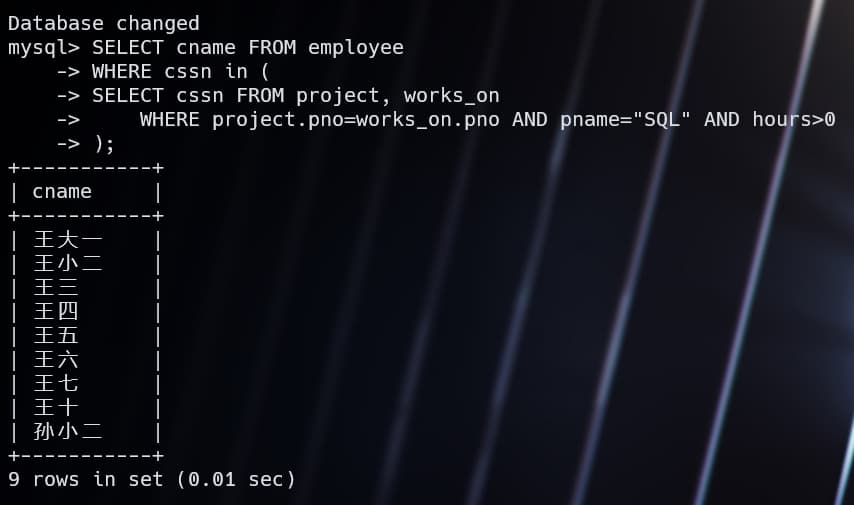 Database changed
mysql> SELECT cname FROM employee
    -> WHERE cssn in (
    -> SELECT cssn FROM project, works_on
    ->     WHERE project.pno=works_on.pno AND pname="SQL" AND hours>0
    -> );
+-----------+
| cname     |
+-----------+
| 王大一    |
| 王小二    |
| 王三      |
| 王四      |
| 王五      |
| 王六      |
| 王七      |
| 王十      |
| 孙小二    |
+-----------+
9 rows in set (0.01 sec)